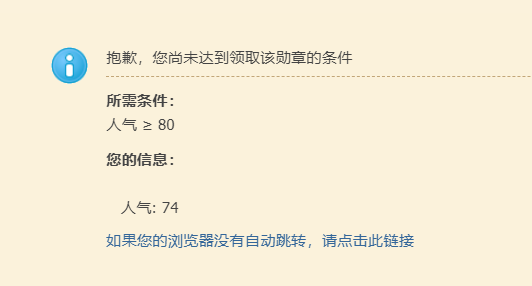 抱歉，您尚未达到领取该勋章的条件
所需条件：
人气 ≥ 80
您的信息：
人气: 74
如果您的浏览器没有自动跳转，请点击此链接